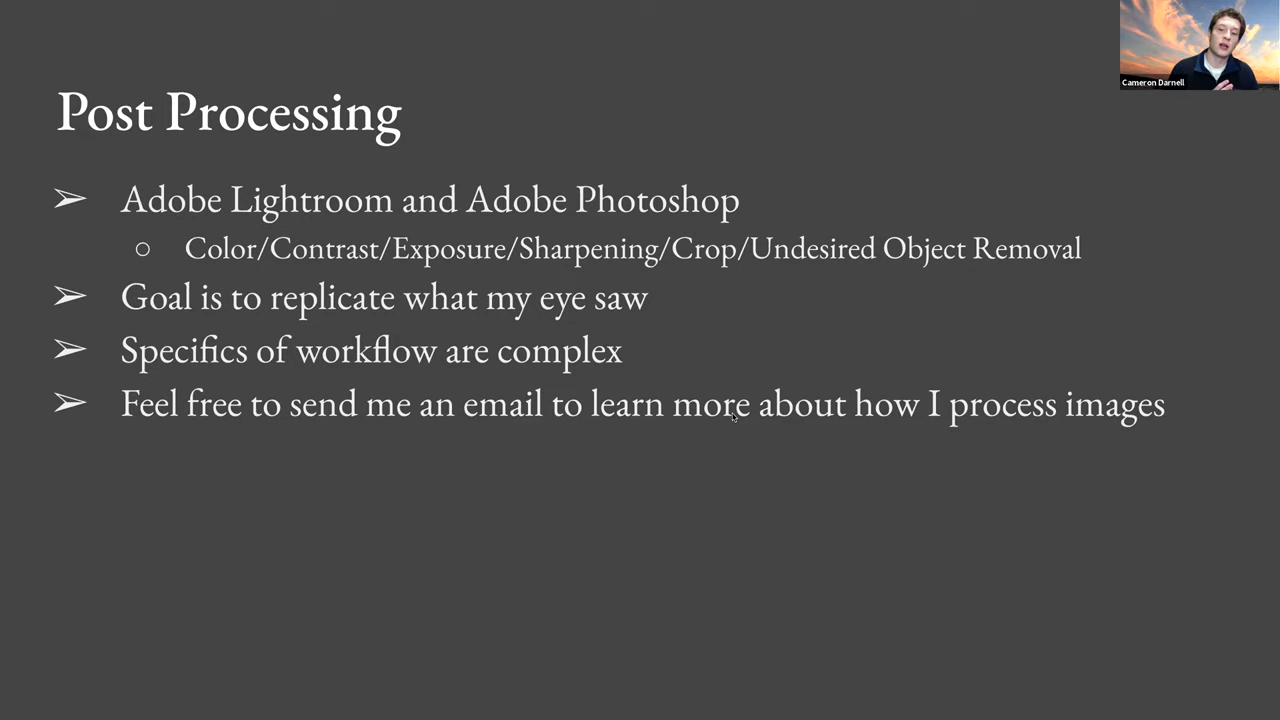 Cameron Darnell
Post Processing
➢ Adobe Lightroom and Adobe Photoshop
○ Color/Contrast/Exposure/Sharpening/Crop/Undesired Object Removal
➢ Goal is to replicate what my eye saw
➢ Specifics of workflow are complex
➢ Feel free to send me an email to learn more about how I process images